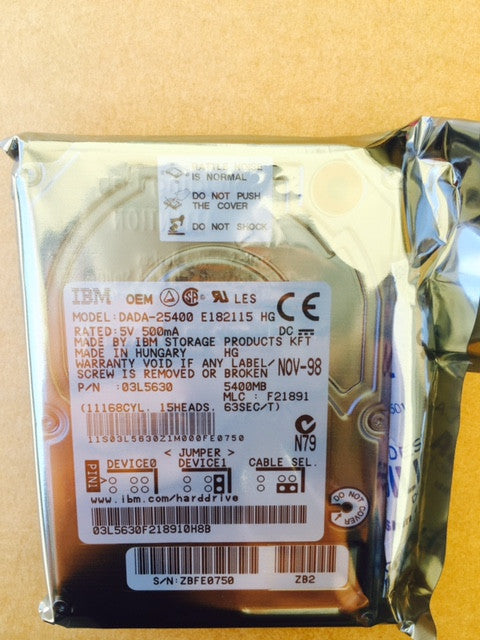 RATTLE NOISE
IS NORMAL
DO NOT PUSH
THE COVER
DO NOT SHOCK
IBM OEM LES
MODEL: DADA-25400 E182115 HG CE
RATED: 5V 500mA DC
MADE BY IBM STORAGE PRODUCTS KFT
MADE IN HUNGARY HG
WARRANTY VOID IF ANY LABEL/ NOV-98
SCREW IS REMOVED OR BROKEN
P/N : 03L5630 5400MB
MLC : F21891
(11168CYL. 15HEADS. 63SEC/T)
11S03L5630Z1M000FE0750
N79
< JUMPER >
PIN1 DEVICE0 DEVICE1 CABLE SEL.
www.ibm.com/harddrive
DO NOT COVER
03L5630F218910H8B
S/N:ZBFE0750 ZB2